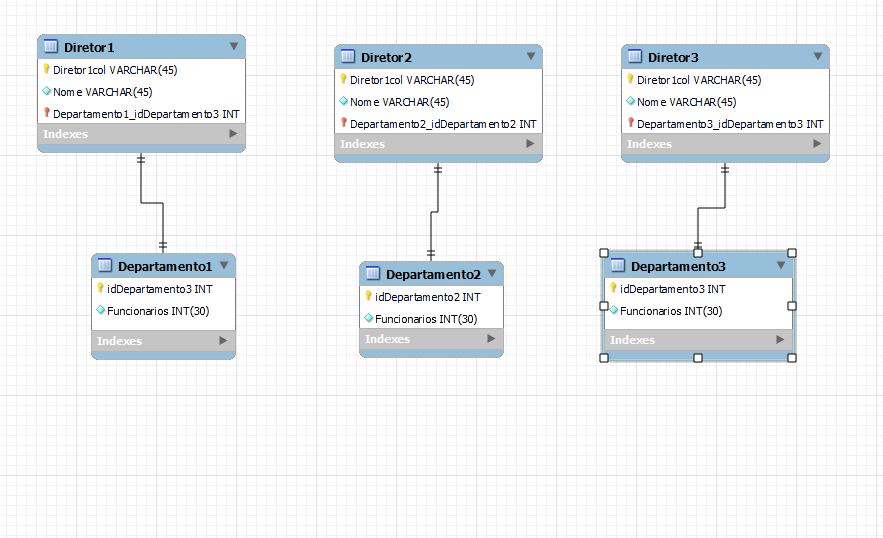 Diretor1
Diretor1col VARCHAR(45)
Nome VARCHAR(45)
Departamento1_idDepartamento3 INT
Indexes
Diretor2
Diretor1col VARCHAR(45)
Nome VARCHAR(45)
Departamento2_idDepartamento2 INT
Indexes
Diretor3
Diretor1col VARCHAR(45)
Nome VARCHAR(45)
Departamento3_idDepartamento3 INT
Indexes
Departamento1
idDepartamento3 INT
Funcionarios INT(30)
Indexes
Departamento2
idDepartamento2 INT
Funcionarios INT(30)
Indexes
Departamento3
idDepartamento3 INT
Funcionarios INT(30)
Indexes